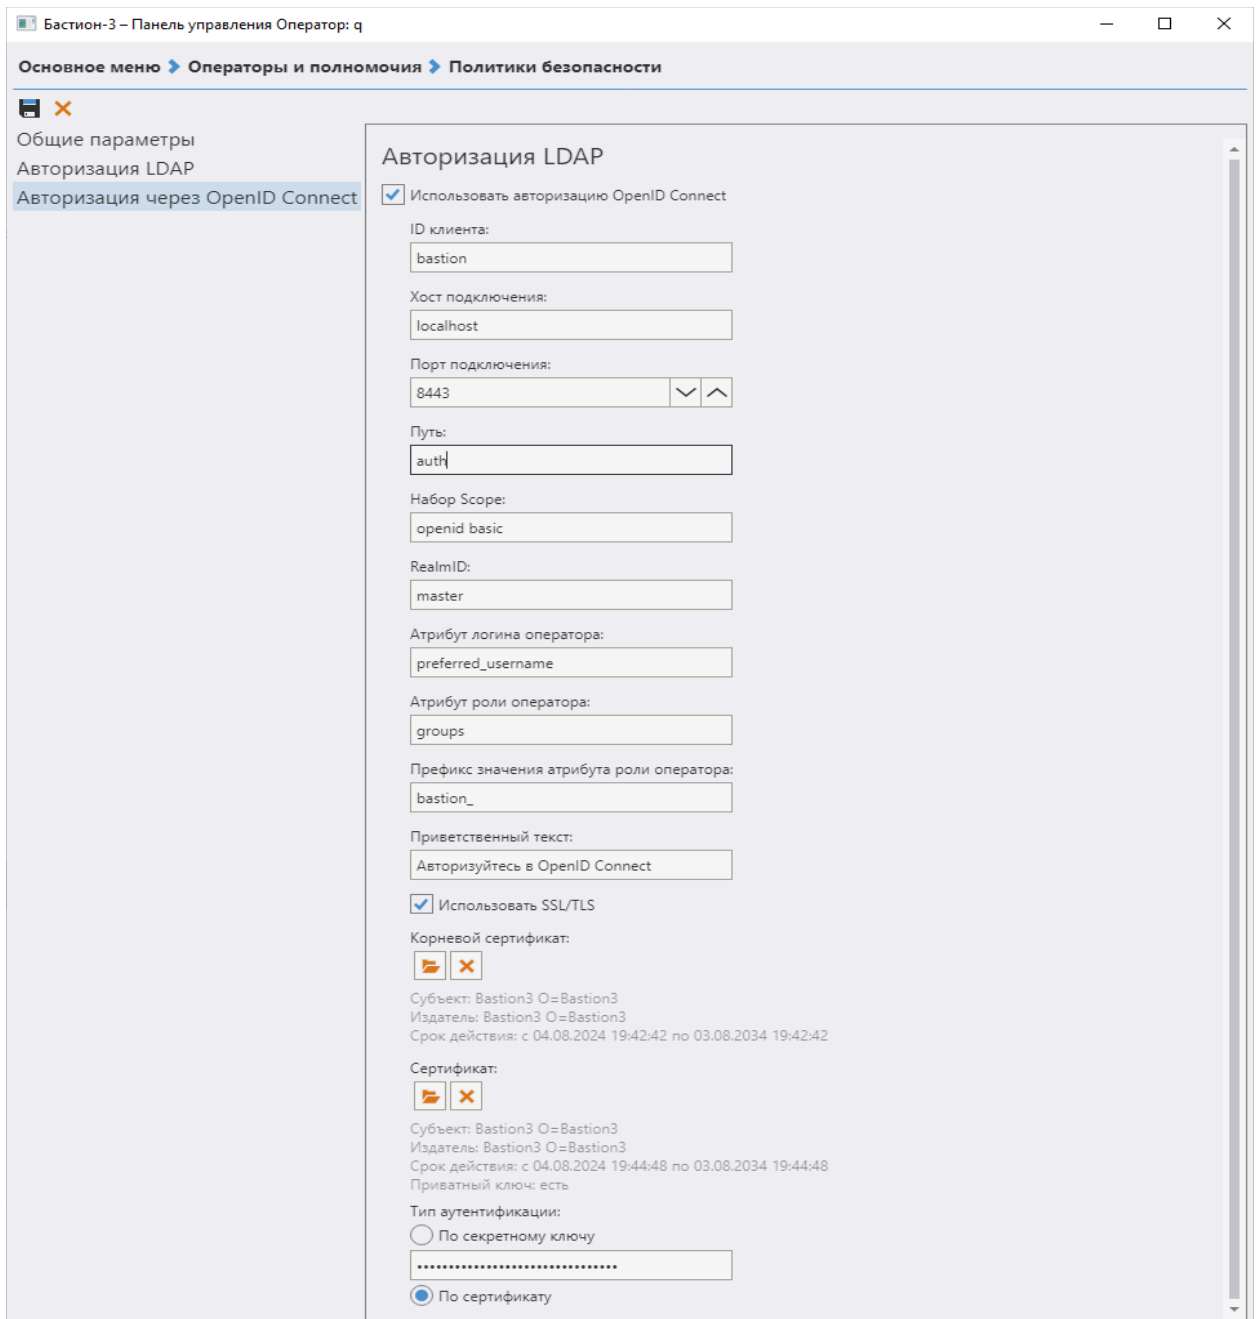 Бастион-3 – Панель управления Оператор: q
Основное меню Операторы и полномочия Политики безопасности
Общие параметры
Авторизация LDAP
Авторизация через OpenID Connect
Авторизация LDAP
Использовать авторизацию OpenID Connect
ID клиента:
bastion
Хост подключения:
localhost
Порт подключения:
8443
Путь:
auth
Набор Scope:
openid basic
RealmID:
master
Атрибут логина оператора:
preferred_username
Атрибут роли оператора:
groups
Префикс значения атрибута роли оператора:
bastion_
Приветственный текст:
Авторизуйтесь в OpenID Connect
Использовать SSL/TLS
Корневой сертификат:
Субъект: Bastion3 O=Bastion3
Издатель: Bastion3 O=Bastion3
Срок действия: с 04.08.2024 19:42:42 по 03.08.2034 19:42:42
Сертификат:
Субъект: Bastion3 O=Bastion3
Издатель: Bastion3 O=Bastion3
Срок действия: с 04.08.2024 19:44:48 по 03.08.2034 19:44:48
Приватный ключ: есть
Тип аутентификации:
По секретному ключу
••••••••••••••••••••••••••••••••
По сертификату